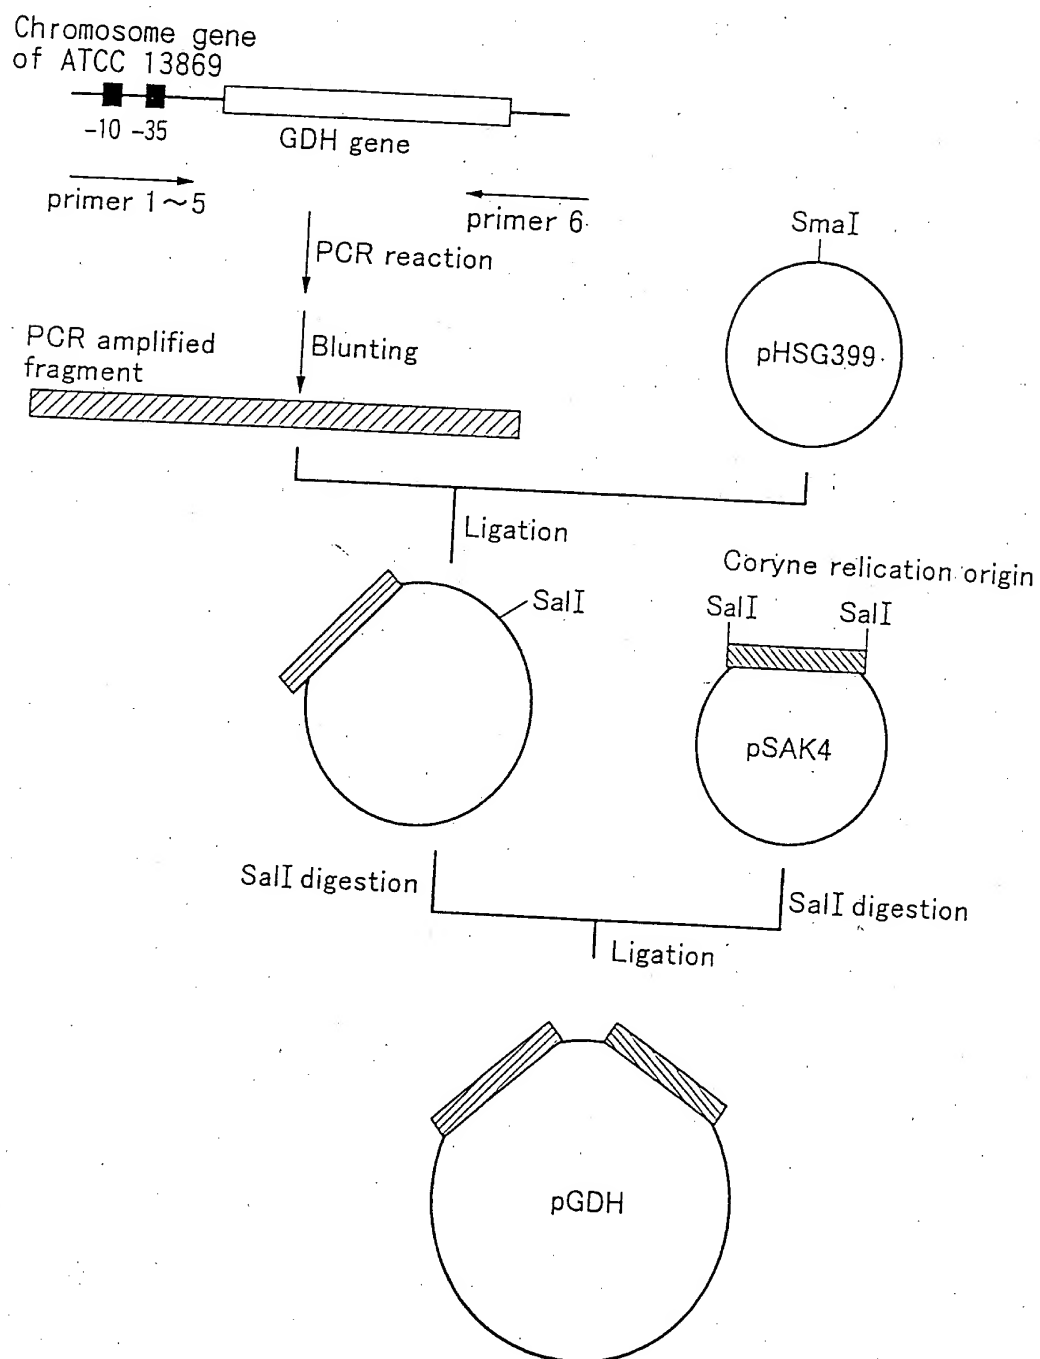 Chromosome gene
of ATCC 13869
-10 -35
GDH gene
primer 1~5
primer 6
PCR reaction
SmaI
pHSG399
Blunting
PCR amplified
fragment
Ligation
SalI
Coryne relication origin
SalI SalI
pSAK4
SalI digestion
SalI digestion
Ligation
pGDH